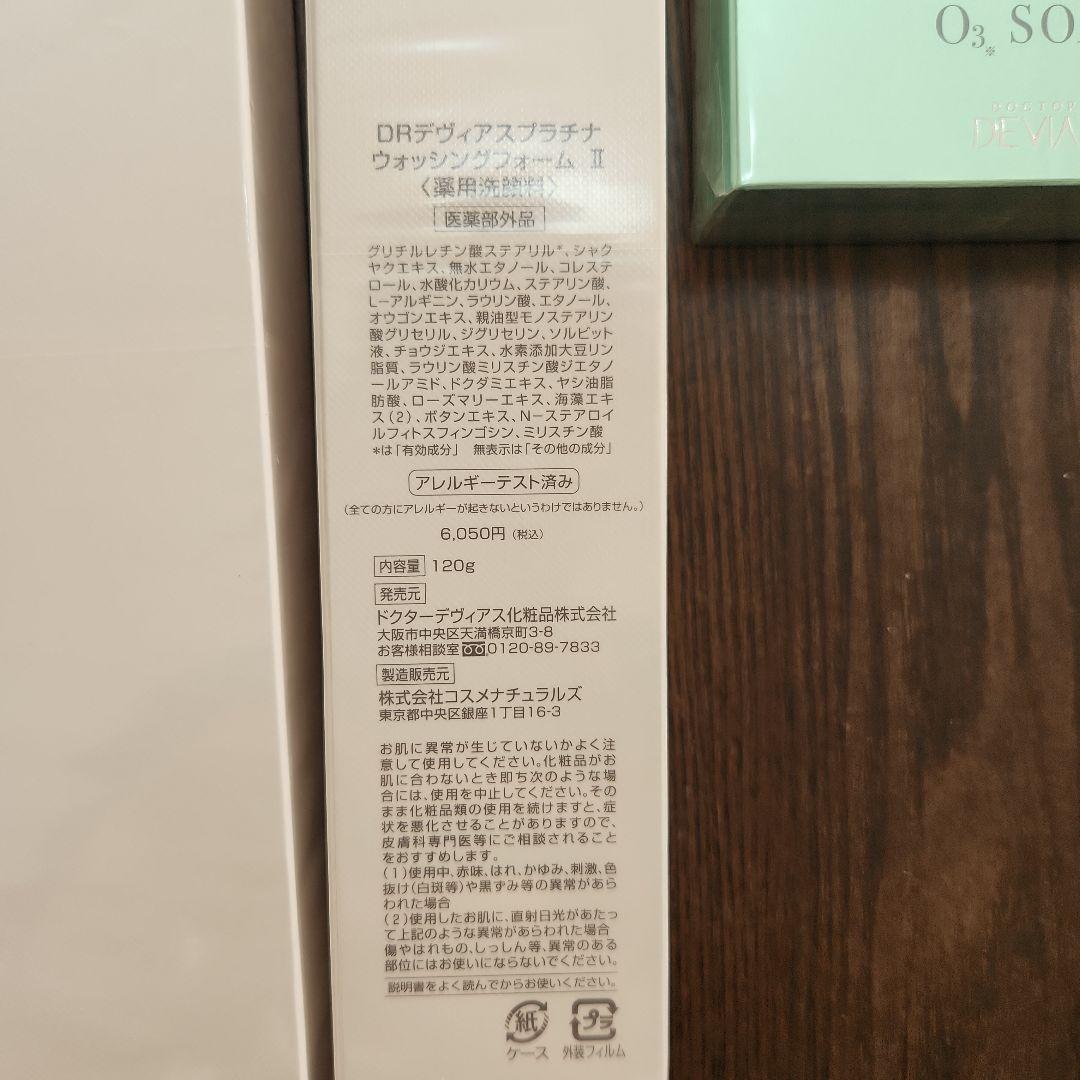 DRデヴィアスプラチナ
ウォッシングフォーム Ⅱ
〈薬用洗顔料〉
医薬部外品
グリチルレチン酸ステアリル*、シャク
ヤクエキス、無水エタノール、コレステ
ロール、水酸化カリウム、ステアリン酸、
L-アルギニン、ラウリン酸、エタノール、
オウゴンエキス、親油型モノステアリン
酸グリセリル、ジグリセリン、ソルビット
液、チョウジエキス、水素添加大豆リン
脂質、ラウリン酸ミリスチン酸ジエタノ
ールアミド、ドクダミエキス、ヤシ油脂
肪酸、ローズマリーエキス、海藻エキ
ス(2)、ボタンエキス、N-ステアロイ
ルフィトスフィンゴシン、ミリスチン酸
*は「有効成分」 無表示は「その他の成分」
アレルギーテスト済み
(全ての方にアレルギーが起きないというわけではありません。)
6,050円(税込)
内容量 120g
発売元
ドクターデヴィアス化粧品株式会社
大阪市中央区天満橋京町3-8
お客様相談室 0120-89-7833
製造販売元
株式会社コスメナチュラルズ
東京都中央区銀座1丁目16-3
お肌に異常が生じていないかよく注
意して使用してください。化粧品がお
肌に合わないとき即ち次のような場
合には、使用を中止してください。その
まま化粧品類の使用を続けますと、症
状を悪化させることがありますので、
皮膚科専門医等にご相談されること
をおすすめします。
(1)使用中、赤味、はれ、かゆみ、刺激、色
抜け(白斑等)や黒ずみ等の異常があら
われた場合
(2)使用したお肌に、直射日光があたっ
て上記のような異常があらわれた場合
傷やはれもの、しっしん等、異常のある
部位にはお使いにならないでください。
説明書をよく読んでからお使いください。
紙
ケース
プラ
外装フィルム
O3※ SO
DOCTOR
DEVIA